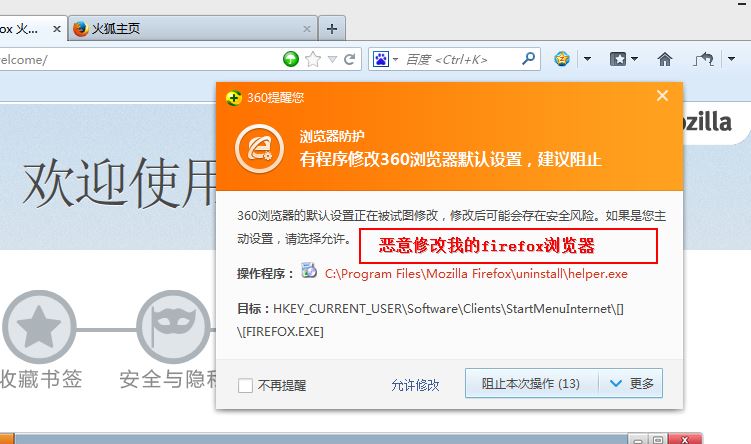 ox 火...
火狐主页
elcome/
百度 <Ctrl+K>
360提醒您
浏览器防护
有程序修改360浏览器默认设置，建议阻止
ozilla
欢迎使用
360浏览器的默认设置正在被试图修改，修改后可能会存在安全风险。如果是您主
动设置，请选择允许。
恶意修改我的firefox浏览器
操作程序： C:\Program Files\Mozilla Firefox\uninstall\helper.exe
目标：HKEY_CURRENT_USER\Software\Clients\StartMenuInternet\[]
\[FIREFOX.EXE]
收藏书签
安全与隐私
不再提醒
允许修改
阻止本次操作 (13)
更多